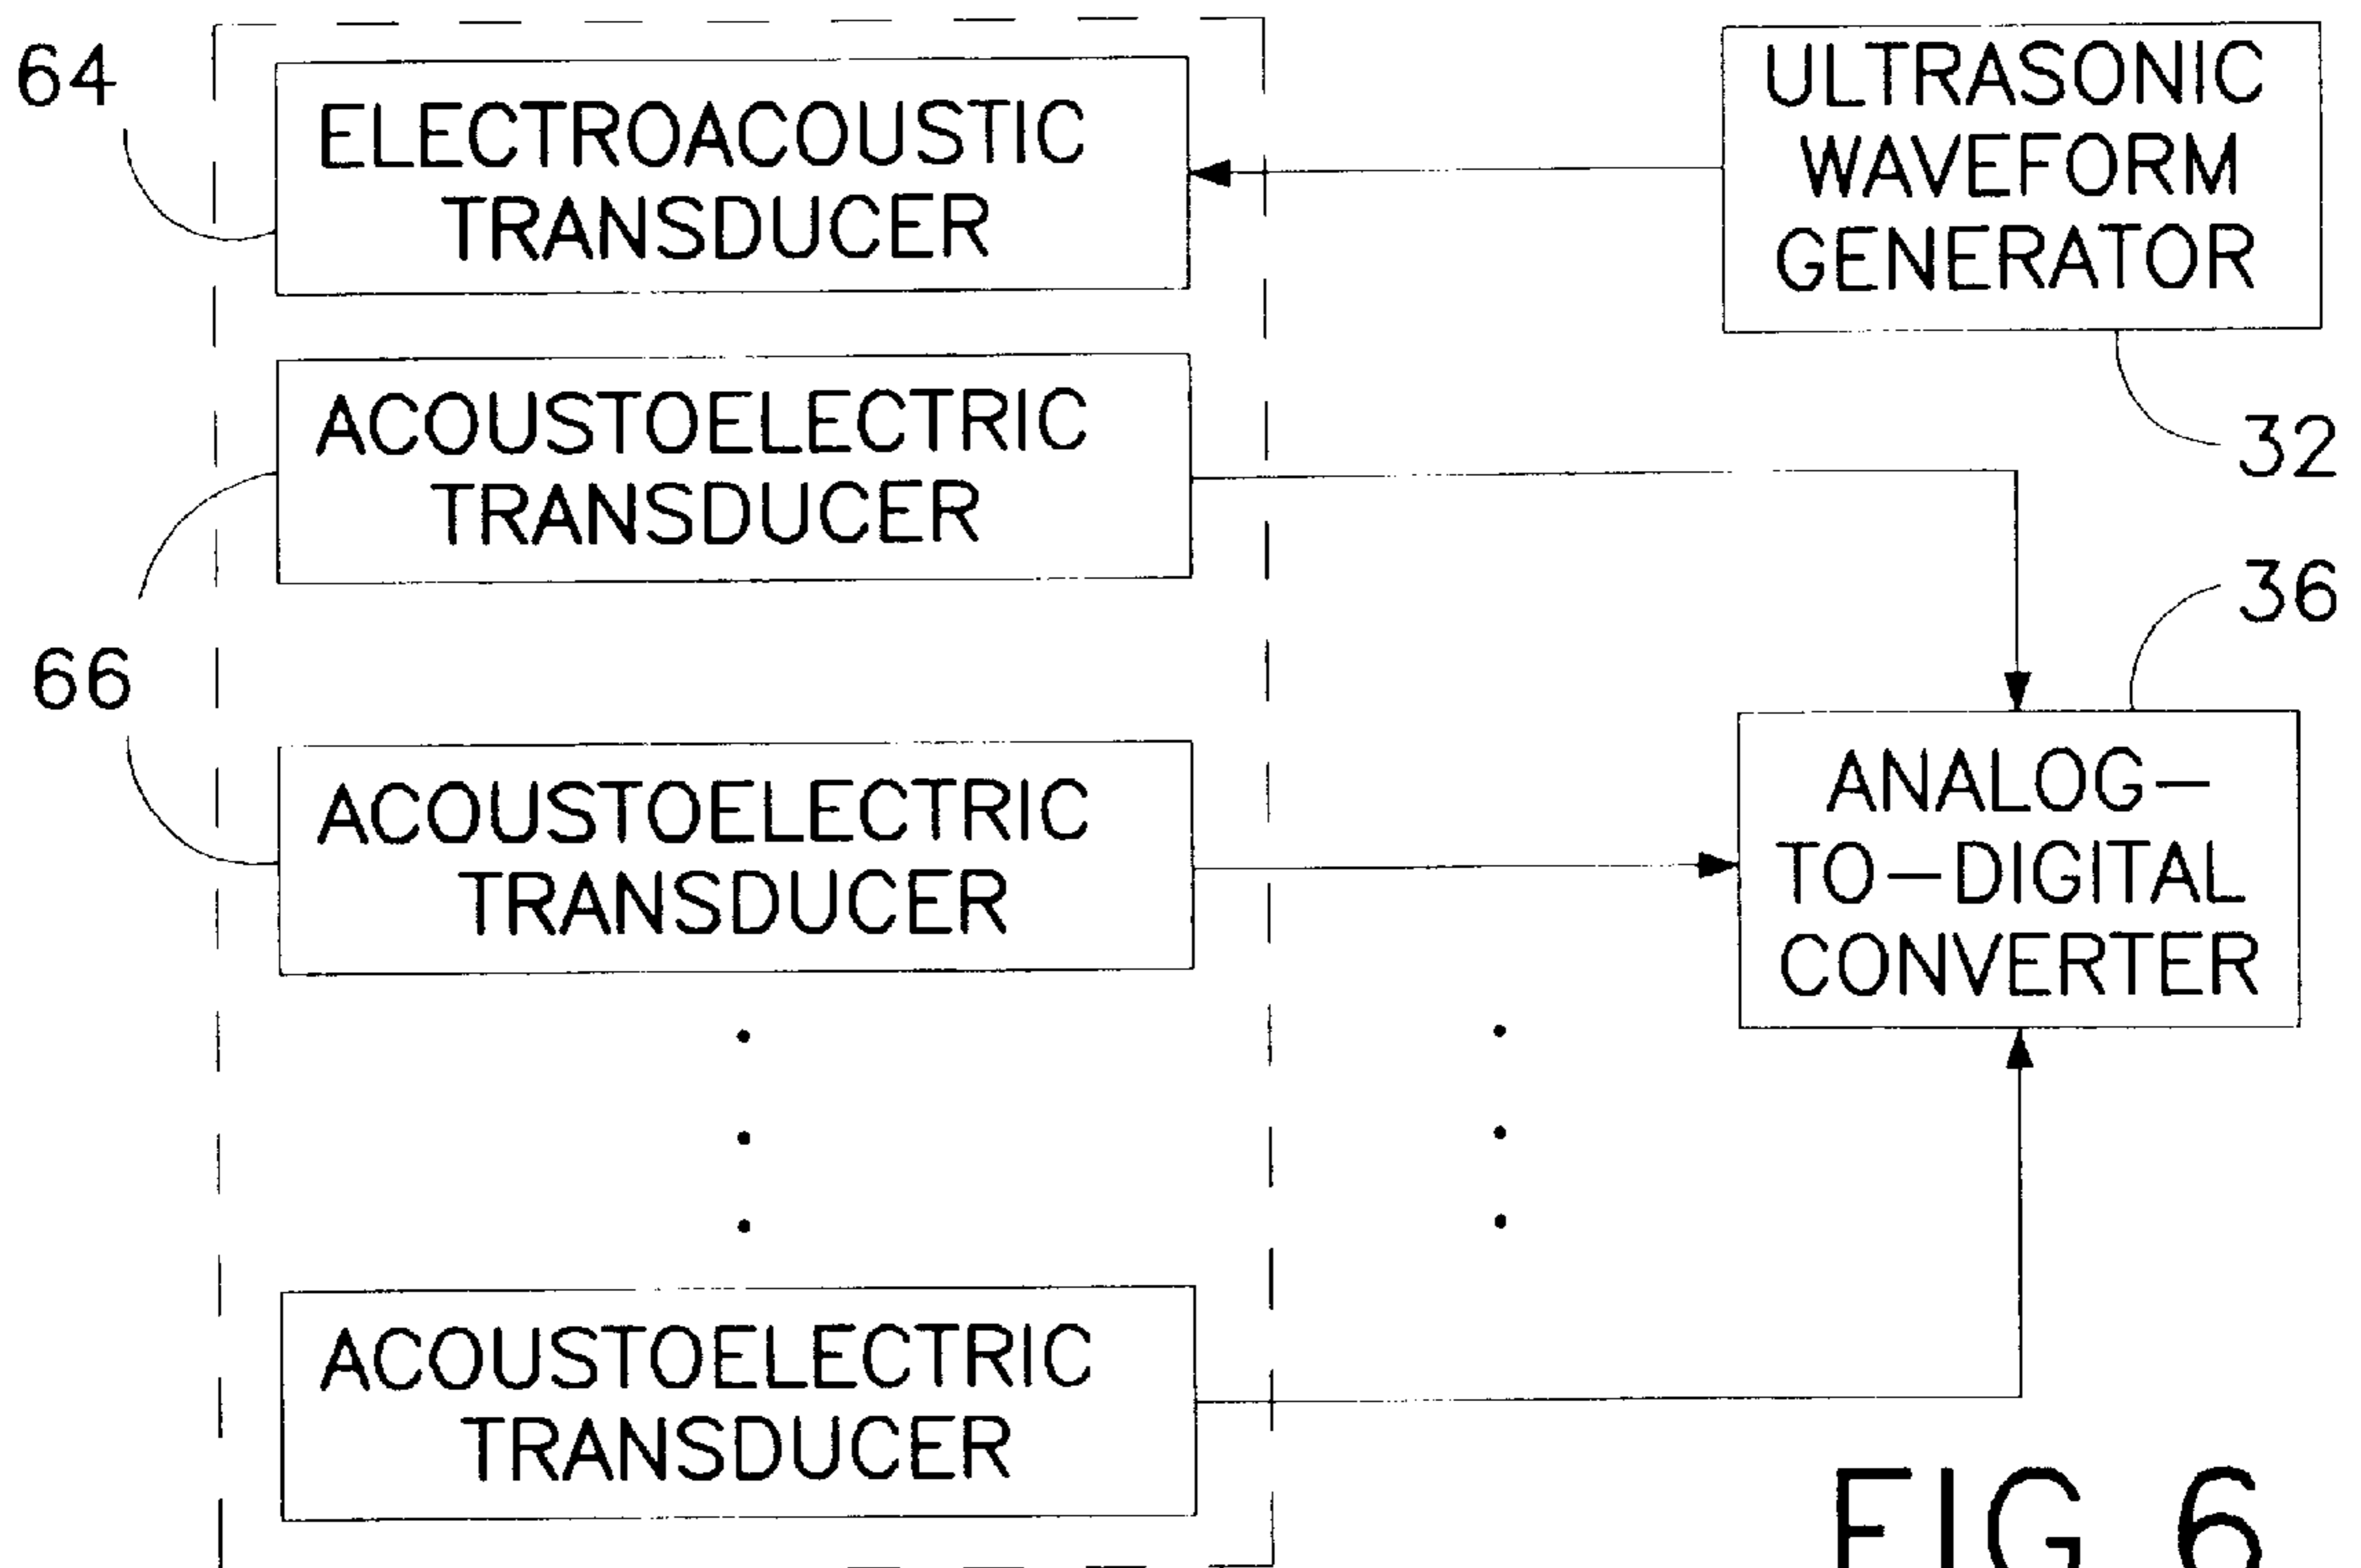 64
ELECTROACOUSTIC
TRANSDUCER
ULTRASONIC
WAVEFORM
GENERATOR
32
ACOUSTOELECTRIC
TRANSDUCER
66
36
ACOUSTOELECTRIC
TRANSDUCER
ANALOG-
TO-DIGITAL
CONVERTER
ACOUSTOELECTRIC
TRANSDUCER
FIG 6